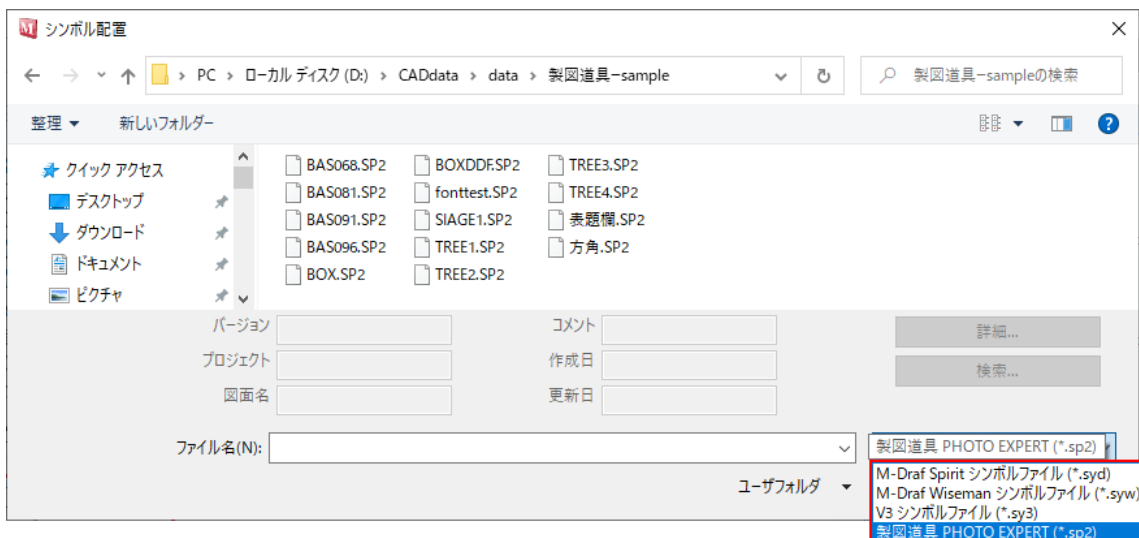 シンボル配置
PC › ローカル ディスク (D:) › CADdata › data › 製図道具−sample
製図道具−sampleの検索
整理
新しいフォルダー
クイック アクセス
デスクトップ
ダウンロード
ドキュメント
ピクチャ
BAS068.SP2
BAS081.SP2
BAS091.SP2
BAS096.SP2
BOX.SP2
BOXDDF.SP2
fonttest.SP2
SIAGE1.SP2
TREE1.SP2
TREE2.SP2
TREE3.SP2
TREE4.SP2
表題欄.SP2
方角.SP2
バージョン
コメント
詳細...
プロジェクト
作成日
検索...
図面名
更新日
ファイル名(N):
製図道具 PHOTO EXPERT (*.sp2)
ユーザフォルダ
M-Draf Spirit シンボルファイル (*.syd)
M-Draf Wiseman シンボルファイル (*.syw)
V3 シンボルファイル (*.sy3)
製図道具 PHOTO EXPERT (*.sp2)